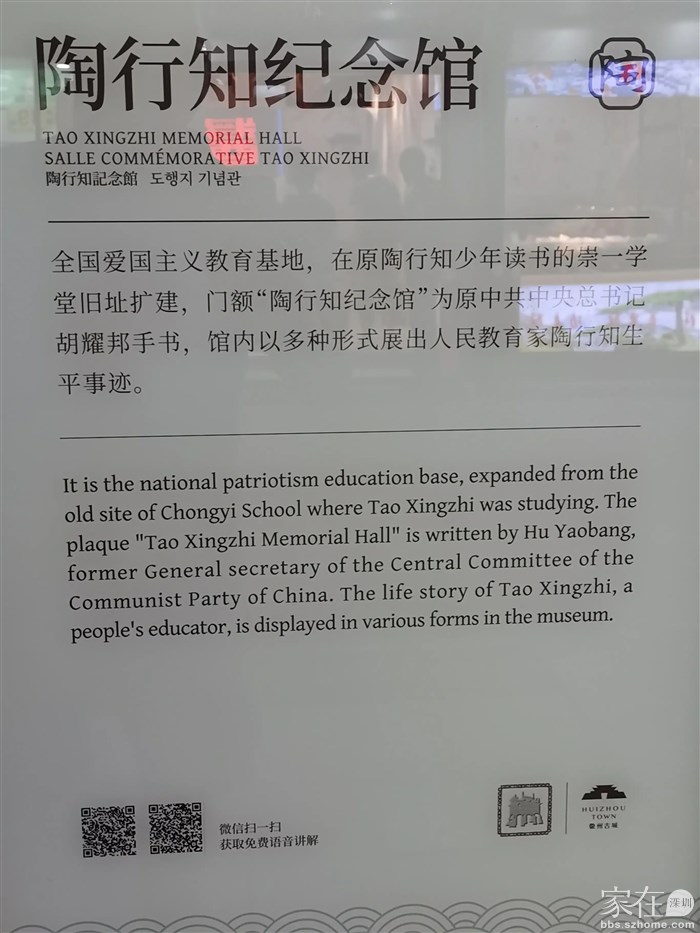 陶行知纪念馆
陶
TAO XINGZHI MEMORIAL HALL
SALLE COMMÉMORATIVE TAO XINGZHI
陶行知記念館 도행지 기념관
全国爱国主义教育基地，在原陶行知少年读书的崇一学
堂旧址扩建，门额“陶行知纪念馆”为原中共中央总书记
胡耀邦手书，馆内以多种形式展出人民教育家陶行知生
平事迹。
It is the national patriotism education base, expanded from the
old site of Chongyi School where Tao Xingzhi was studying. The
plaque "Tao Xingzhi Memorial Hall" is written by Hu Yaobang,
former General secretary of the Central Committee of the
Communist Party of China. The life story of Tao Xingzhi, a
people's educator, is displayed in various forms in the museum.
微信扫一扫
获取免费语音讲解
HUIZHOU
TOWN
徽州古城
家在深圳
bbs.szhome.com